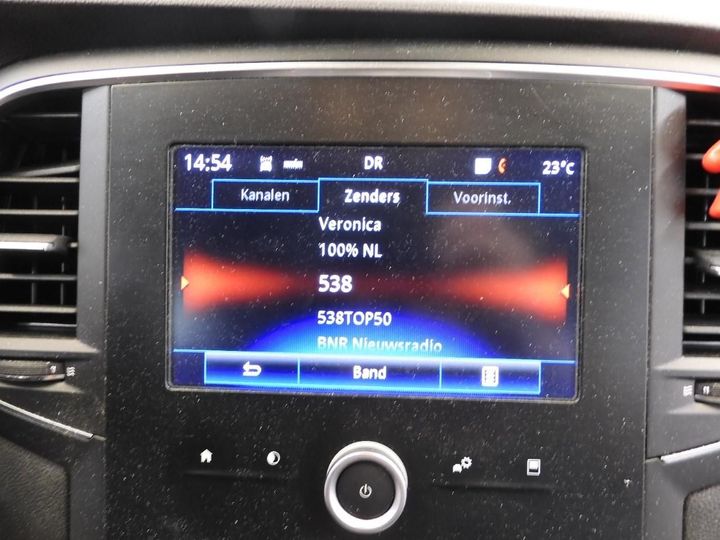 14:54 DR 23°C
Kanalen Zenders Voorinst.
Veronica
100% NL
538
538TOP50
BNR Nieuwsradio
Band